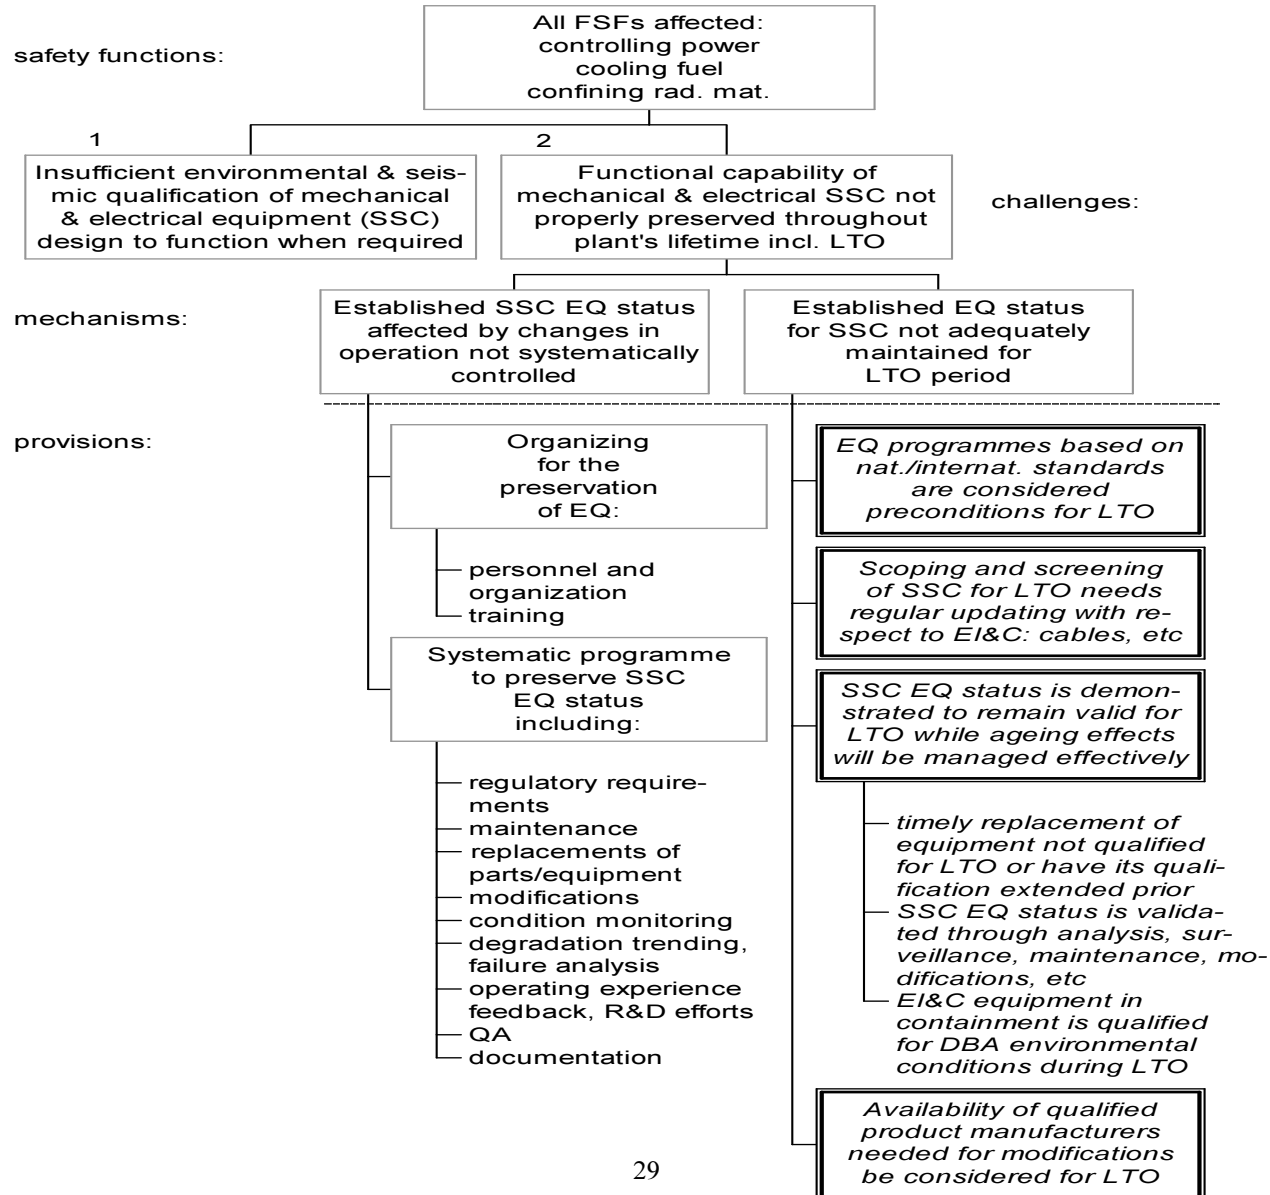 All FSFs affected:
controlling power
cooling fuel
confining rad. mat.
safety functions:
1
2
Insufficient environmental & seis-
mic qualification of mechanical
& electrical equipment (SSC)
design to function when required
Functional capability of
mechanical & electrical SSC not
properly preserved throughout
plant's lifetime incl. LTO
challenges:
mechanisms:
Established SSC EQ status
affected by changes in
operation not systematically
controlled
Established EQ status
for SSC not adequately
maintained for
LTO period
provisions:
Organizing
for the
preservation
of EQ:
personnel and
organization
training
Systematic programme
to preserve SSC
EQ status
including:
regulatory require-
ments
maintenance
replacements of
parts/equipment
modifications
condition monitoring
degradation trending,
failure analysis
operating experience
feedback, R&D efforts
QA
documentation
EQ programmes based on
nat./internat. standards
are considered
preconditions for LTO
Scoping and screening
of SSC for LTO needs
regular updating with re-
spect to EI&C: cables, etc
SSC EQ status is demon-
strated to remain valid for
LTO while ageing effects
will be managed effectively
timely replacement of
equipment not qualified
for LTO or have its quali-
fication extended prior
SSC EQ status is valida-
ted through analysis, sur-
veillance, maintenance, mo-
difications, etc
EI&C equipment in
containment is qualified
for DBA environmental
conditions during LTO
Availability of qualified
product manufacturers
needed for modifications
be considered for LTO
29